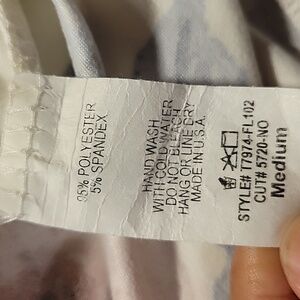 95% POLYESTER
5% SPANDEX
HAND WASH
WITH COLD WATER
DO NOT BLEACH
HANG OR LINE DRY
MADE IN U.S.A.
STYLE# T7974-FL102
CUT# 5720-NO
Medium